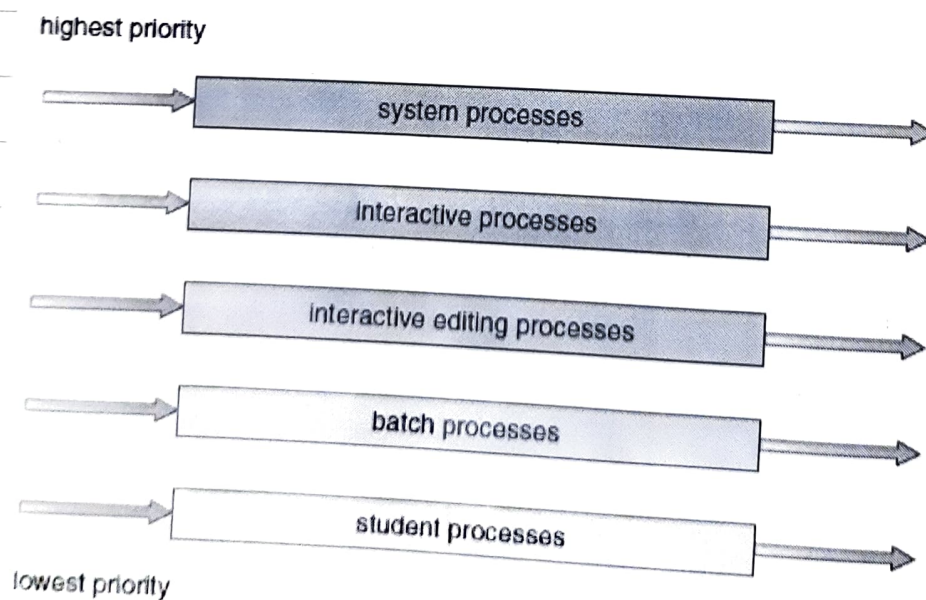 highest priority
system processes
interactive processes
interactive editing processes
batch processes
student processes
lowest priority